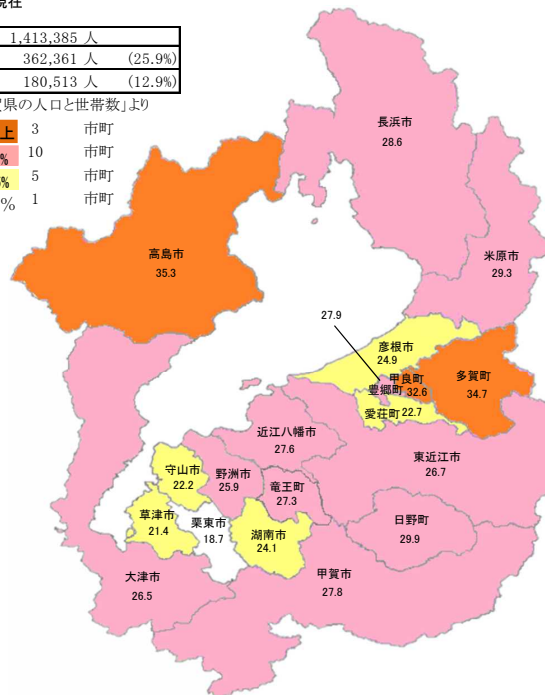 現在
1,413,385 人
362,361 人 (25.9%)
180,513 人 (12.9%)
県の人口と世帯数」より
上 3 市町
% 10 市町
% 5 市町
% 1 市町
長浜市
28.6
高島市
35.3
米原市
29.3
27.9
彦根市
24.9
甲良町
32.6
多賀町
34.7
豊郷町
愛荘町 22.7
近江八幡市
27.6
東近江市
26.7
守山市
22.2
野洲市
25.9
竜王町
27.3
草津市
21.4
栗東市
18.7
湖南市
24.1
日野町
29.9
大津市
26.5
甲賀市
27.8